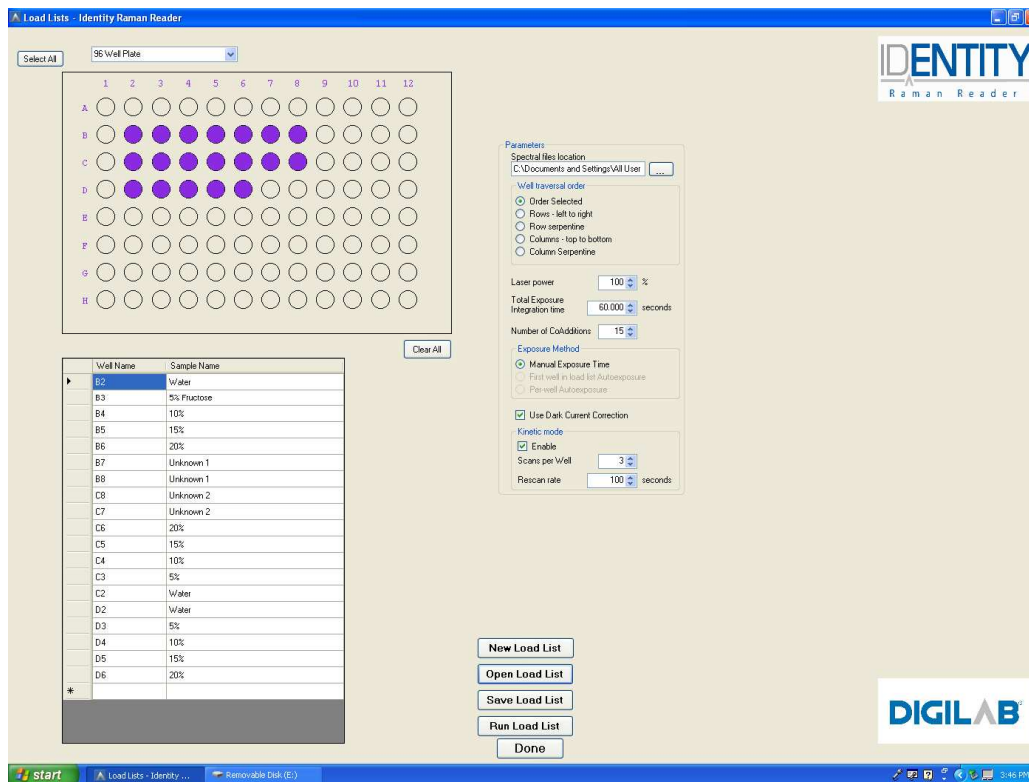 Load Lists - Identity Raman Reader
Select All
96 Well Plate
IDENTITY
Raman Reader
1 2 3 4 5 6 7 8 9 10 11 12
A
B
C
D
E
F
G
H
Clear All
Parameters
Spectral files location
C:\Documents and Settings\All User
...
Well traversal order
Order Selected
Rows - left to right
Row serpentine
Columns - top to bottom
Column Serpentine
Laser power 100 %
Total Exposure
Integration time 60.000 seconds
Number of CoAdditions 15
Exposure Method
Manual Exposure Time
First well in load list Autoexposure
Per-well Autoexposure
Use Dark Current Correction
Kinetic mode
Enable
Scans per Well 3
Rescan rate 100 seconds
Well Name Sample Name
B2 Water
B3 5% Fructose
B4 10%
B5 15%
B6 20%
B7 Unknown 1
B8 Unknown 1
C8 Unknown 2
C7 Unknown 2
C6 20%
C5 15%
C4 10%
C3 5%
C2 Water
D2 Water
D3 5%
D4 10%
D5 15%
D6 20%
*
New Load List
Open Load List
Save Load List
Run Load List
Done
DIGILAB
start
Load Lists - Identity ...
Removable Disk (E:)
3:46 PM